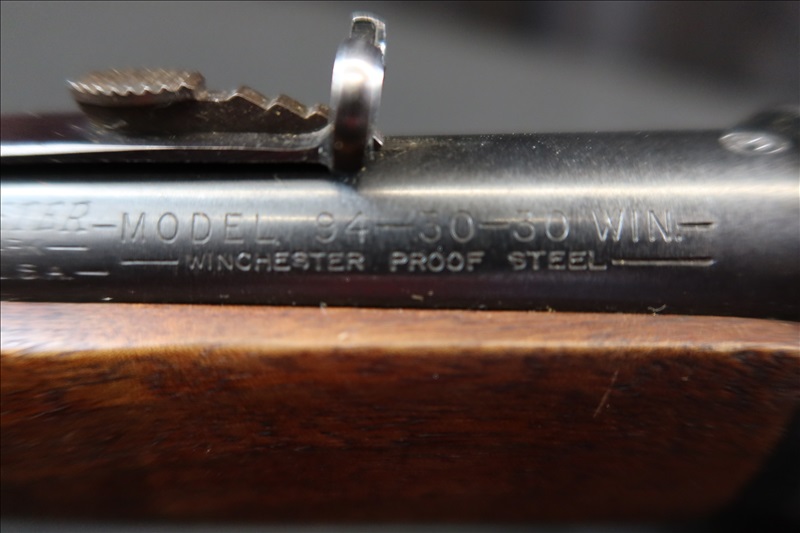 –MODEL 94–30–30 WIN.–
WINCHESTER PROOF STEEL